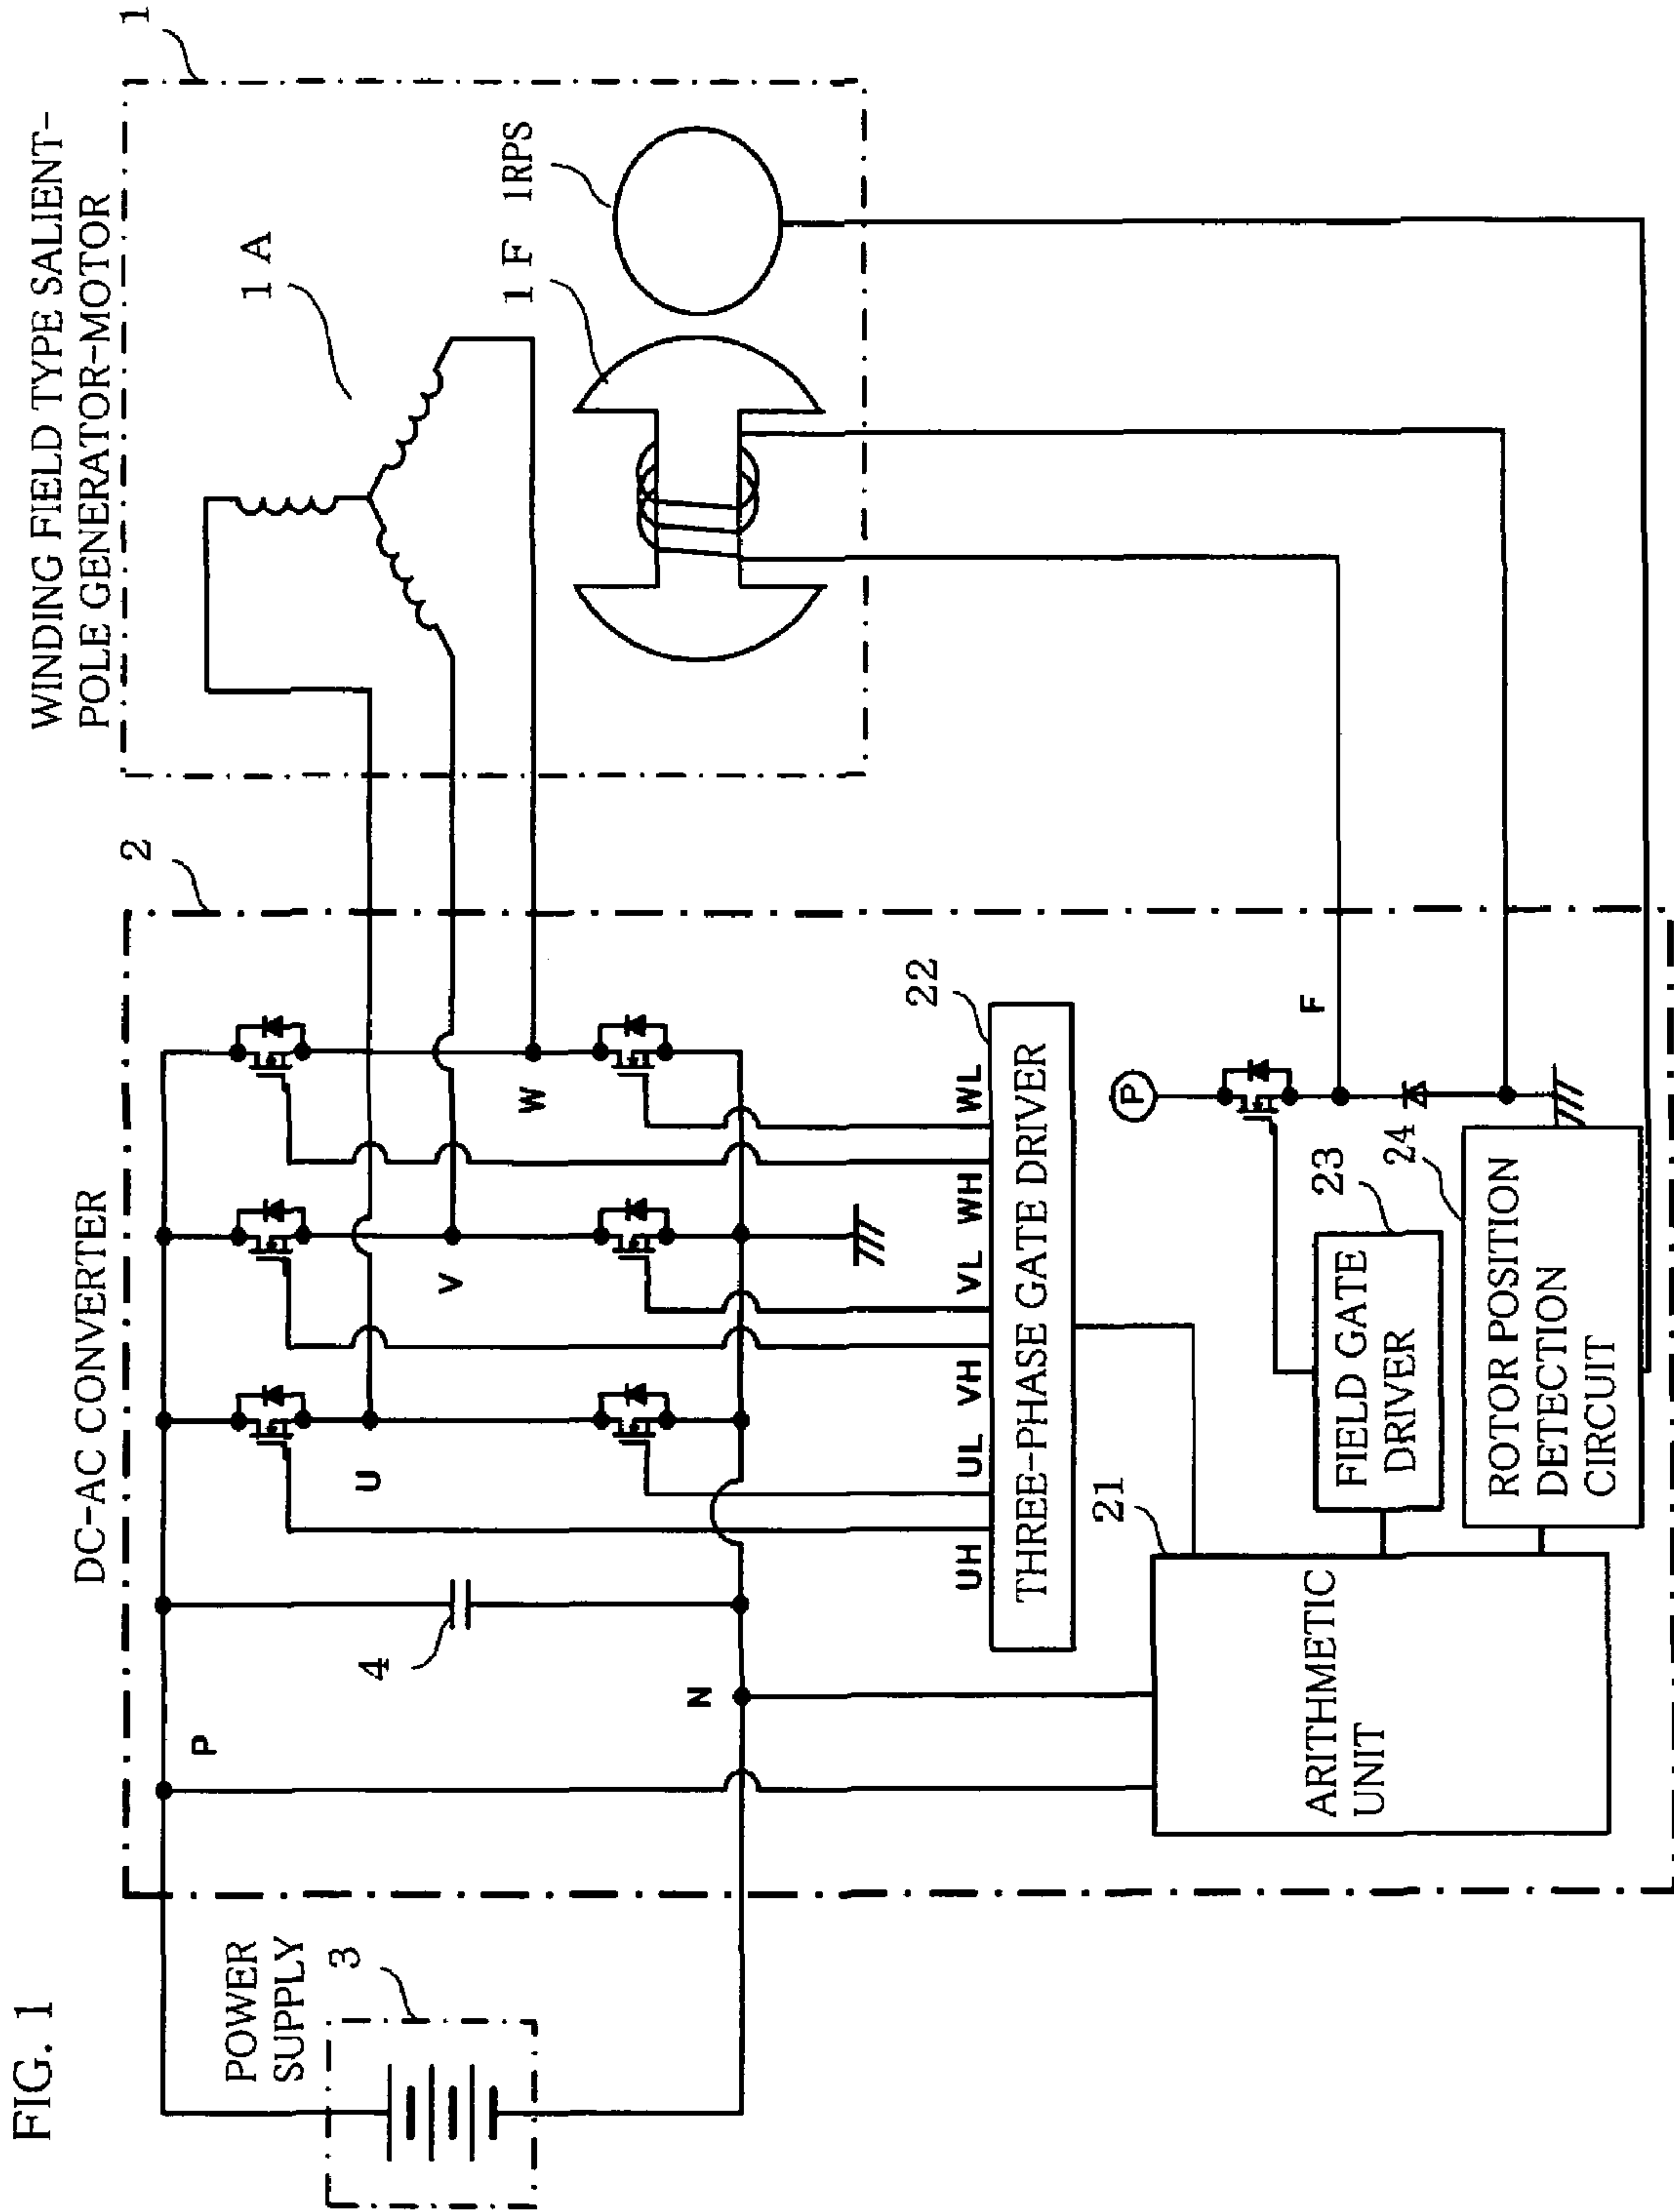 FIG. 1
WINDING FIELD TYPE SALIENT-
POLE GENERATOR-MOTOR
1
1 A
1 F
1RPS
DC-AC CONVERTER
2
POWER
SUPPLY
3
P
N
4
U
V
W
UH
UL
VH
VL
WH
WL
THREE-PHASE GATE DRIVER
22
P
F
21
ARITHMETIC
UNIT
FIELD GATE
DRIVER
23
24
ROTOR POSITION
DETECTION
CIRCUIT